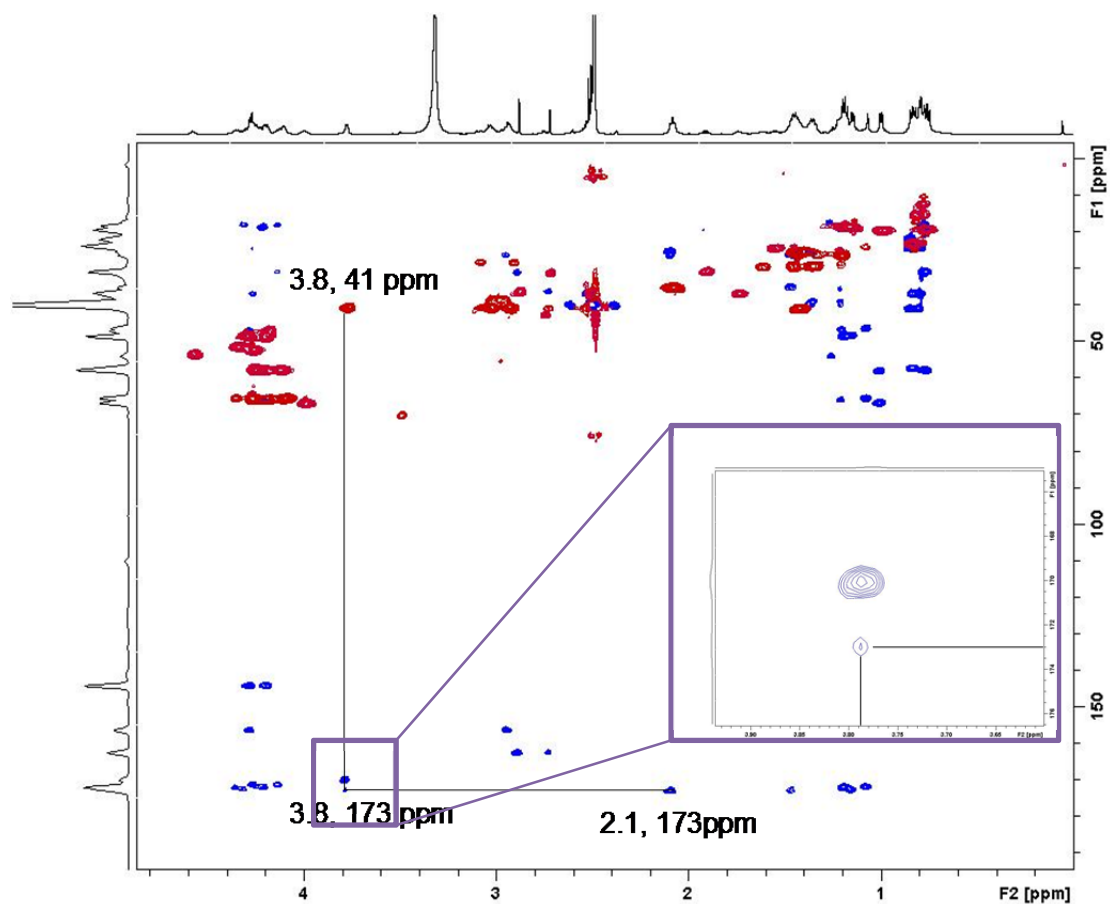 F1 [ppm]
3.8, 41 ppm
50
100
150
3.8, 173 ppm
2.1, 173ppm
4
3
2
1
F2 [ppm]
F1 [ppm]
168
170
172
174
176
3.90
3.85
3.80
3.75
3.70
3.65
F2 [ppm]